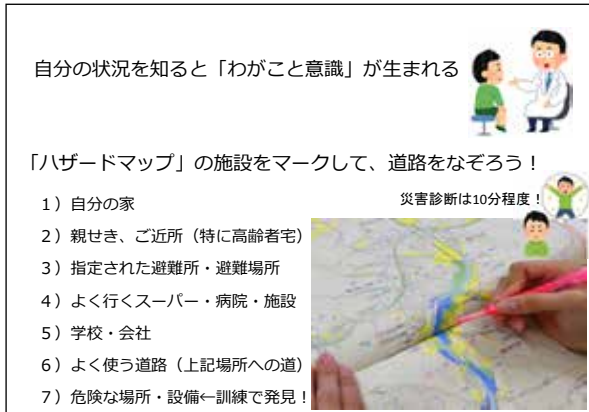 自分の状況を知ると「わがこと意識」が生まれる
「ハザードマップ」の施設をマークして、道路をなぞろう！
災害診断は10分程度！
1）自分の家
2）親せき、ご近所（特に高齢者宅）
3）指定された避難所・避難場所
4）よく行くスーパー・病院・施設
5）学校・会社
6）よく使う道路（上記場所への道）
7）危険な場所・設備←訓練で発見！